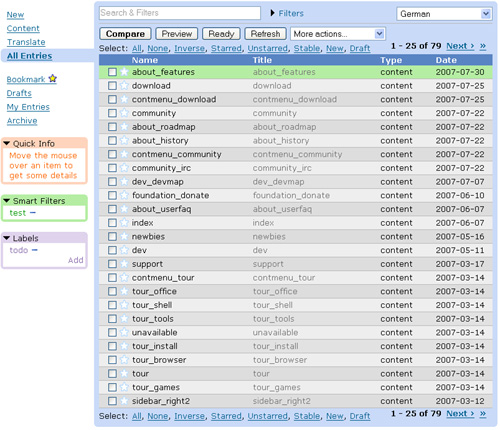 New
Content
Translate
All Entries
Bookmark
Drafts
My Entries
Archive
Quick Info
Move the mouse
over an item to
get some details
Smart Filters
test
Labels
todo
Add
Search & Filters
Filters
German
Compare Preview Ready Refresh More actions...
Select: All, None, Inverse, Starred, Unstarred, Stable, New, Draft 1 - 25 of 79 Next › »
Name Title Type Date
about_features about_features content 2007-07-30
download download content 2007-07-25
contmenu_download contmenu_download content 2007-07-25
community community content 2007-07-22
about_roadmap about_roadmap content 2007-07-22
about_history about_history content 2007-07-22
contmenu_community contmenu_community content 2007-07-22
community_irc community_irc content 2007-07-22
dev_devmap dev_devmap content 2007-07-07
foundation_donate foundation_donate content 2007-06-10
about_userfaq about_userfaq content 2007-06-07
index index content 2007-06-07
newbies newbies content 2007-05-16
dev dev content 2007-05-11
support support content 2007-03-17
contmenu_tour contmenu_tour content 2007-03-14
tour_office tour_office content 2007-03-14
tour_shell tour_shell content 2007-03-14
tour_tools tour_tools content 2007-03-14
unavailable unavailable content 2007-03-14
tour_install tour_install content 2007-03-14
tour_browser tour_browser content 2007-03-14
tour tour content 2007-03-14
tour_games tour_games content 2007-03-14
sidebar_right2 sidebar_right2 content 2007-03-12
Select: All, None, Inverse, Starred, Unstarred, Stable, New, Draft 1 - 25 of 79 Next › »